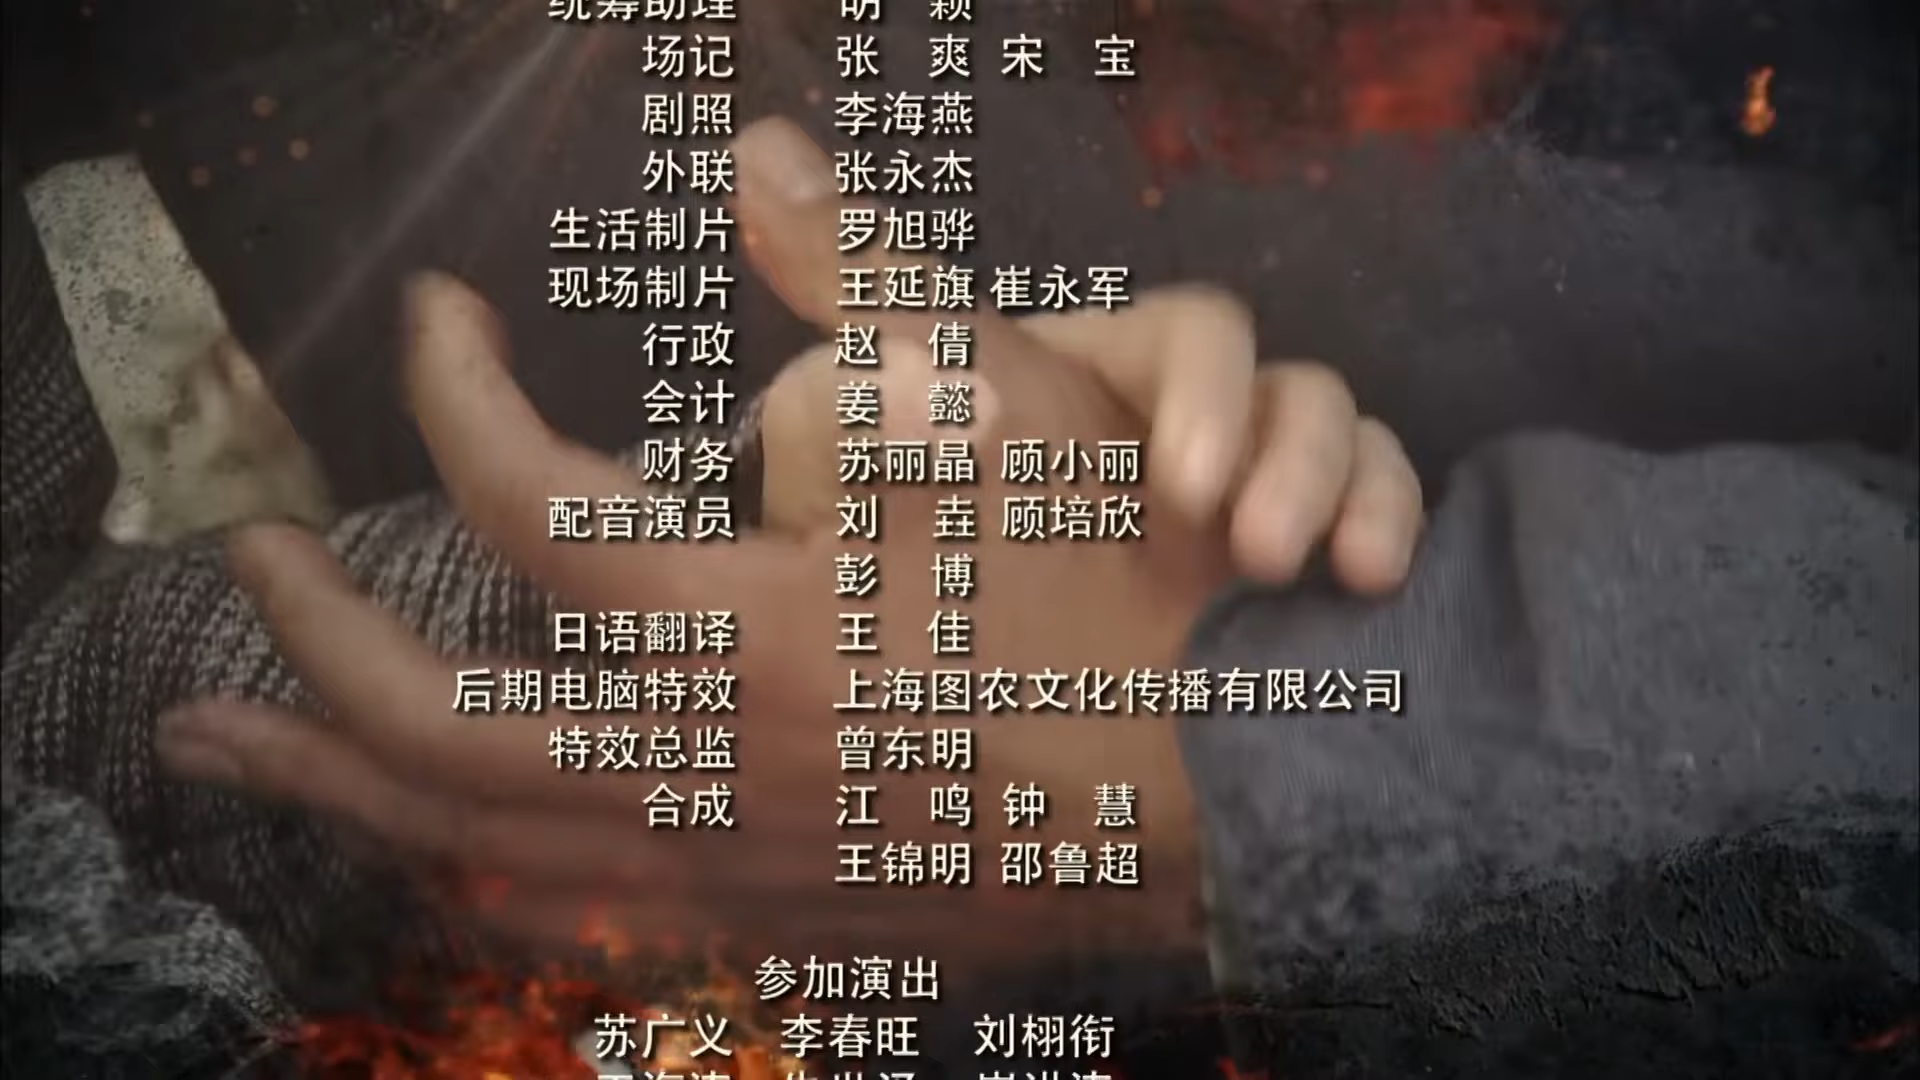 统筹助理 胡 颖
场记 张 爽 宋 宝
剧照 李海燕
外联 张永杰
生活制片 罗旭骅
现场制片 王延旗 崔永军
行政 赵 倩
会计 姜 懿
财务 苏丽晶 顾小丽
配音演员 刘 垚 顾培欣
彭 博
日语翻译 王 佳
后期电脑特效 上海图农文化传播有限公司
特效总监 曾东明
合成 江 鸣 钟 慧
王锦明 邵鲁超
参加演出
苏广义 李春旺 刘栩衔